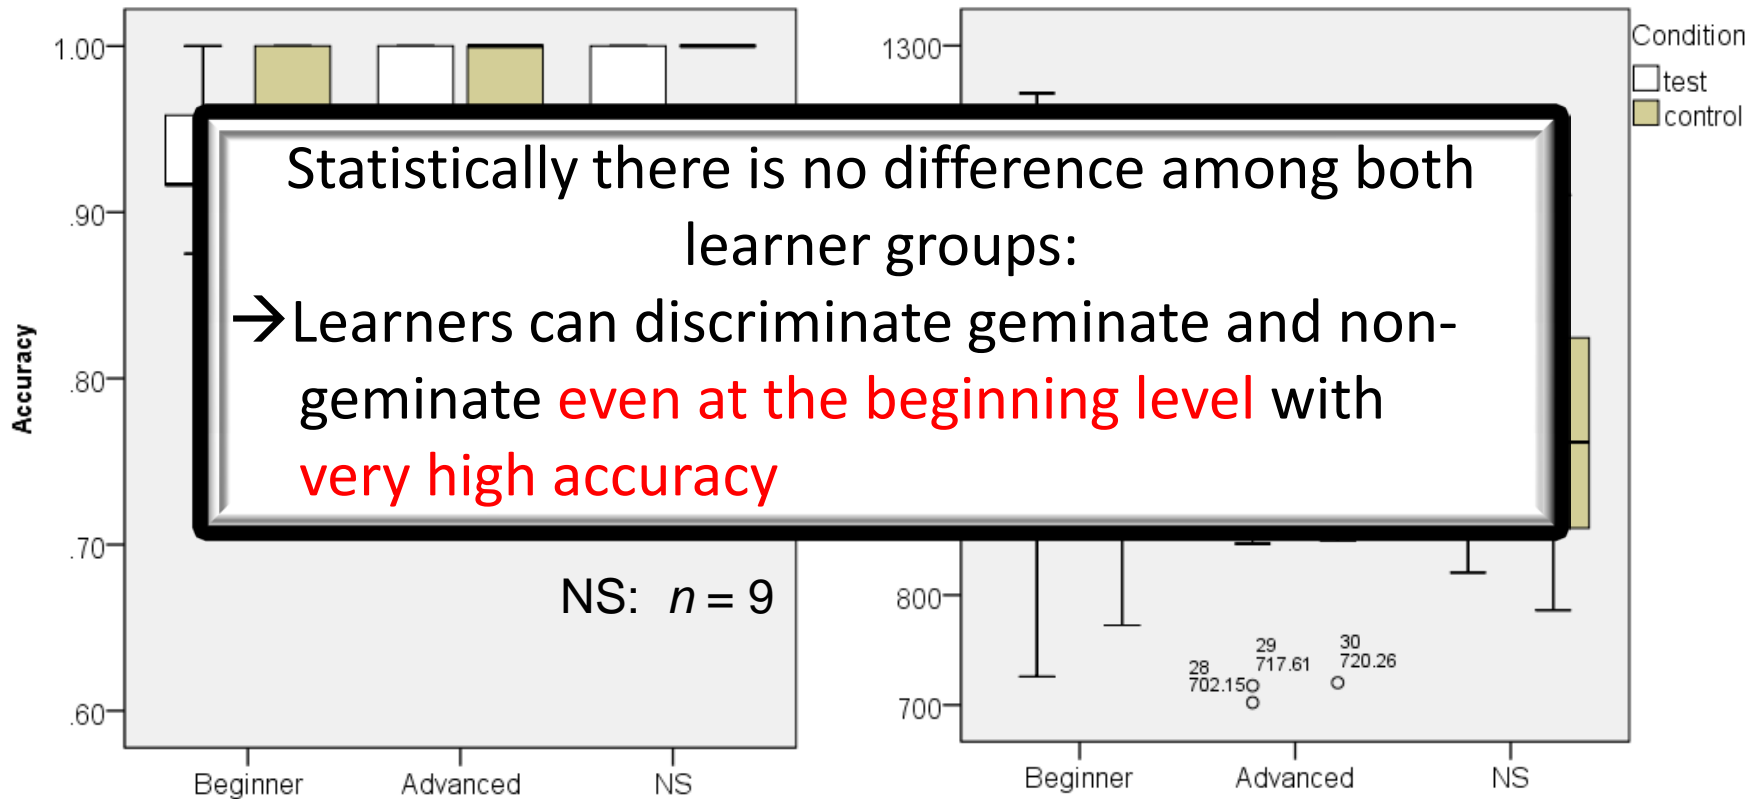 1.00
.90
.80
.70
.60
Accuracy
Beginner Advanced NS
NS: n = 9
Statistically there is no difference among both
learner groups:
→Learners can discriminate geminate and non-
geminate even at the beginning level with
very high accuracy
1300
800
700
28
702.15
29
717.61
30
720.26
Beginner Advanced NS
Condition
test
control